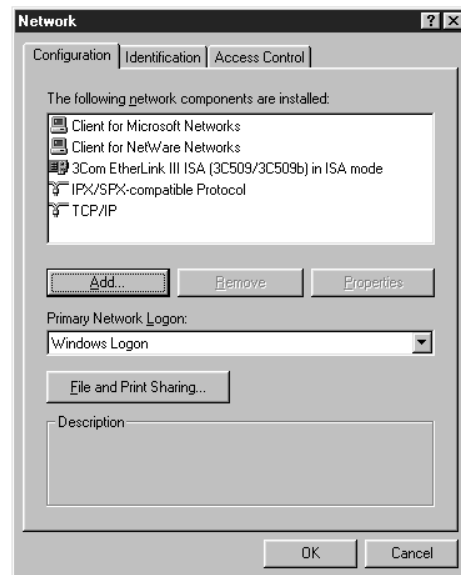 Network
Configuration Identification Access Control
The following network components are installed:
Client for Microsoft Networks
Client for NetWare Networks
3Com EtherLink III ISA (3C509/3C509b) in ISA mode
IPX/SPX-compatible Protocol
TCP/IP
Add... Remove Properties
Primary Network Logon:
Windows Logon
File and Print Sharing...
Description
OK Cancel